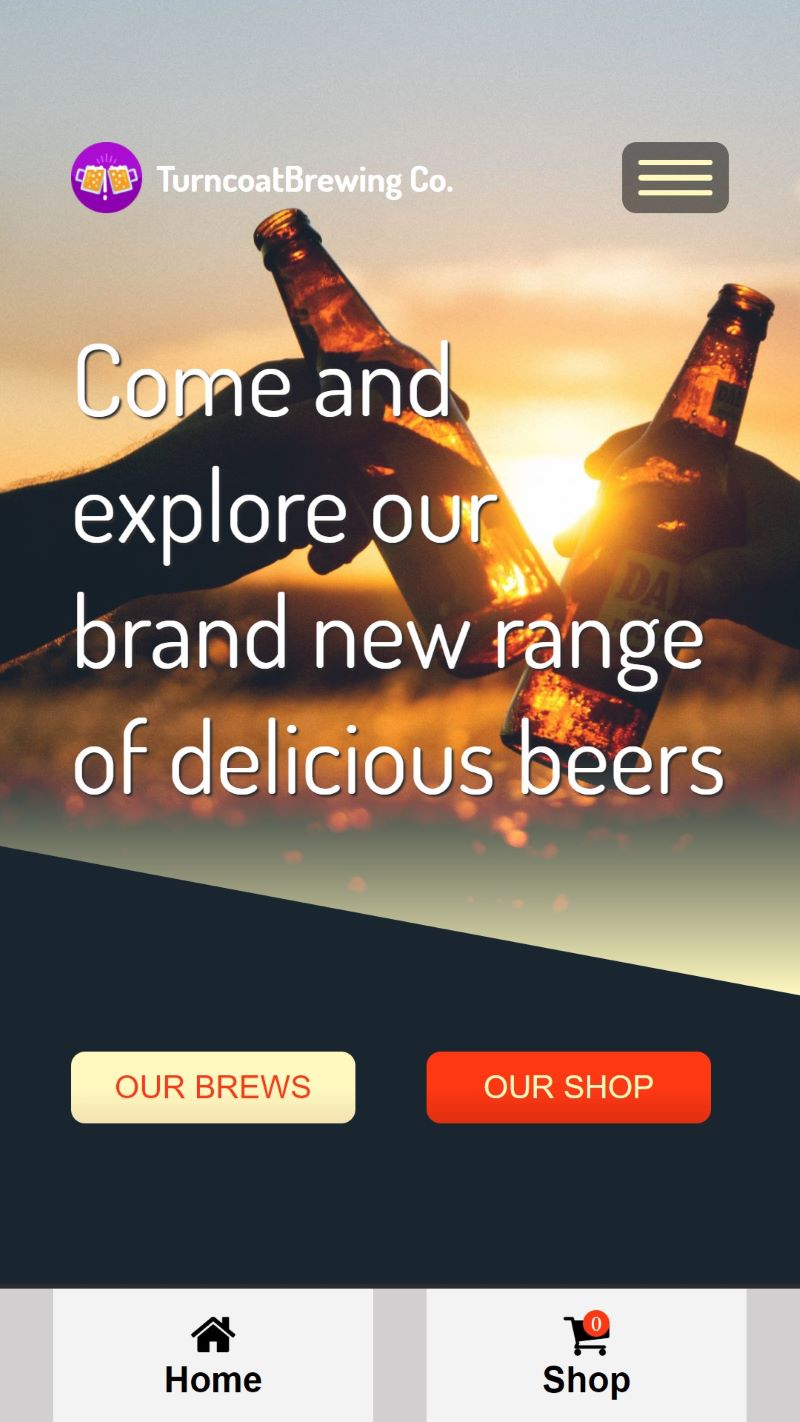 TurncoatBrewing Co.
Come and
explore our
brand new range
of delicious beers
OUR BREWS
OUR SHOP
0
Home
Shop